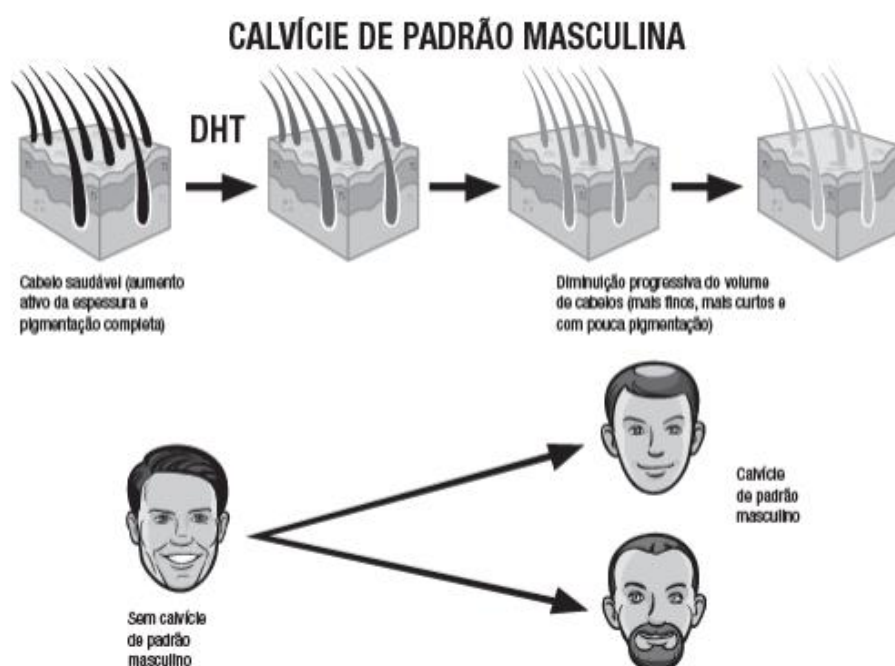 CALVÍCIE DE PADRÃO MASCULINA
DHT
Cabelo saudável (aumento
ativo da espessura e
pigmentação completa)
Diminuição progressiva do volume
de cabelos (mais finos, mais curtos e
com pouca pigmentação)
Calvície
de padrão
masculino
Sem calvície
de padrão
masculino